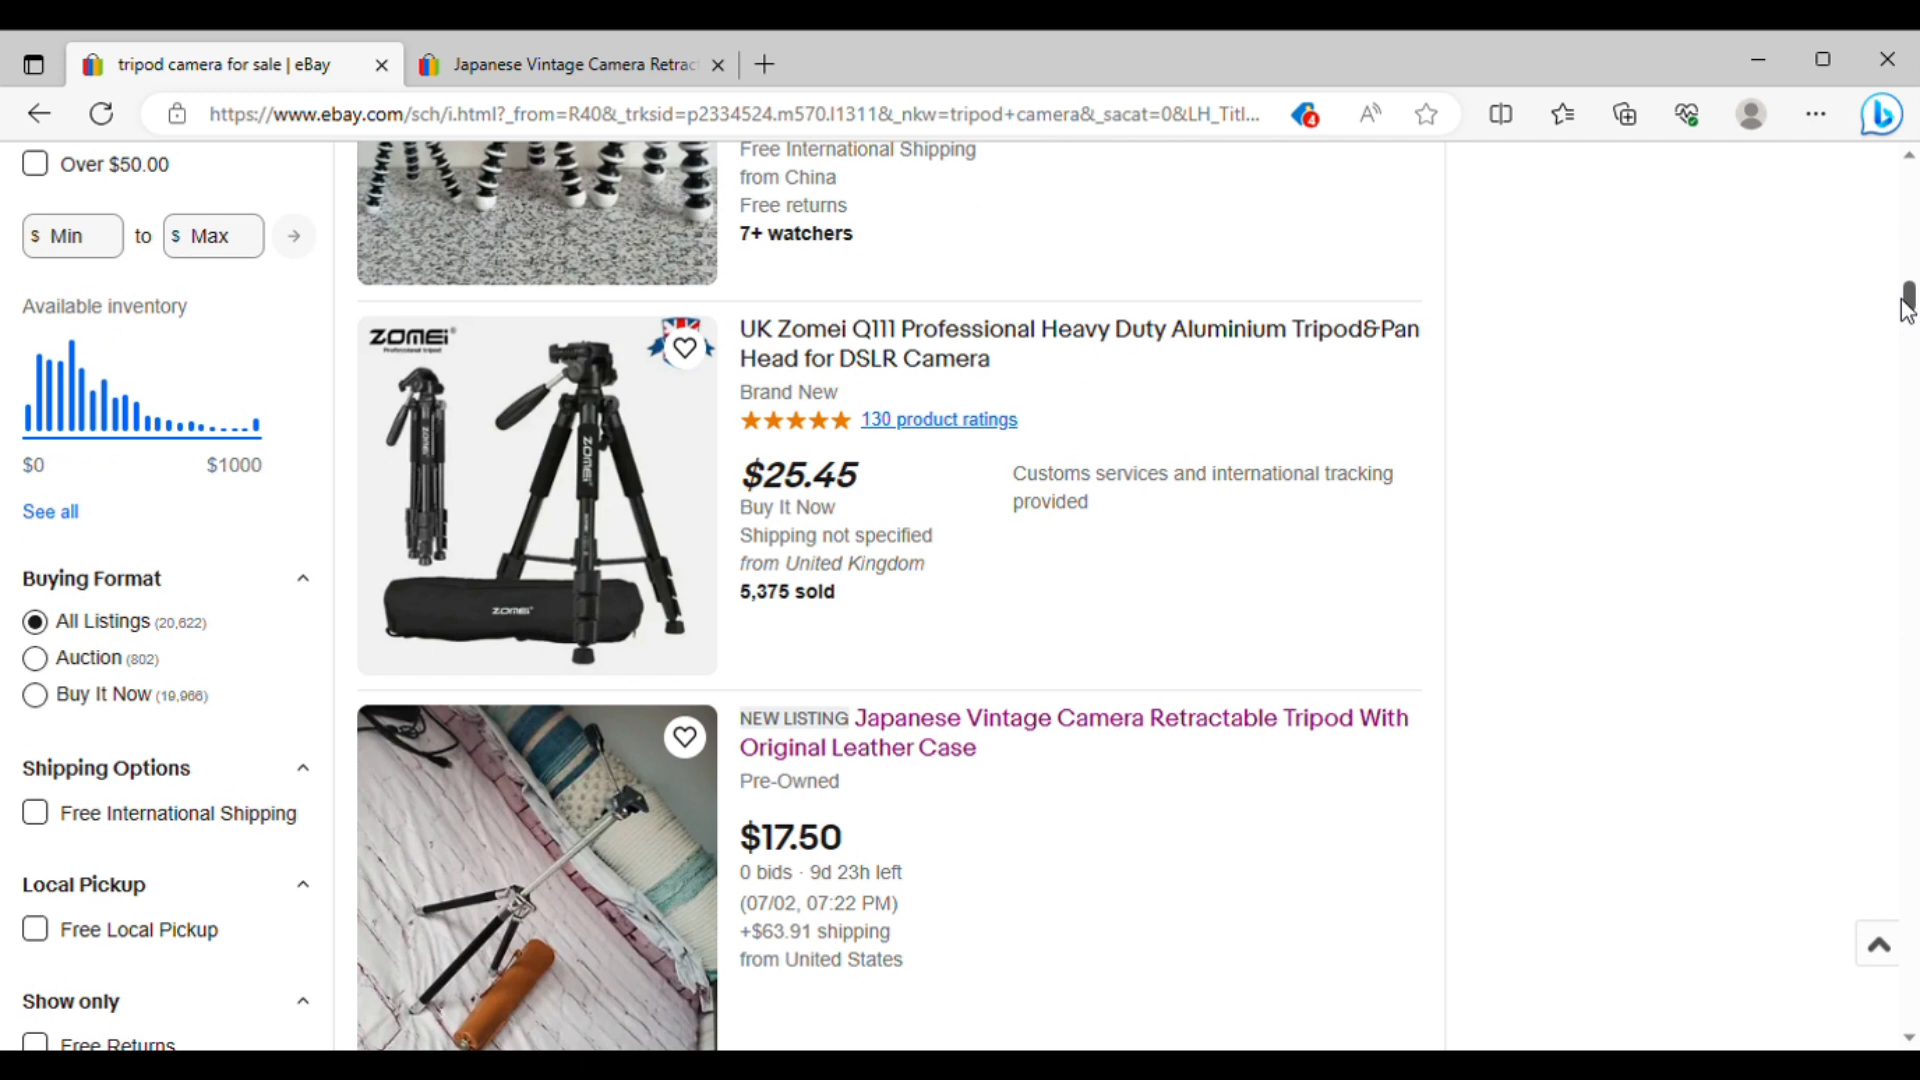 tripod camera for sale | eBay
Japanese Vintage Camera Retrac
https://www.ebay.com/sch/i.html?_from=R40&_trksid=p2334524.m570.l1311&_nkw=tripod+camera&_sacat=0&LH_Titl...
4
Over $50.00
$ Min to $ Max
Available inventory
$0 $1000
See all
Buying Format
All Listings (20,622)
Auction (802)
Buy It Now (19,966)
Shipping Options
Free International Shipping
Local Pickup
Free Local Pickup
Show only
Free Returns
Free International Shipping
from China
Free returns
7+ watchers
ZOMEi
Professional tripod
ZOMEi
ZOMEi
ZOMEi
UK Zomei Q111 Professional Heavy Duty Aluminium Tripod&Pan
Head for DSLR Camera
Brand New
130 product ratings
$25.45
Buy It Now
Shipping not specified
from United Kingdom
5,375 sold
Customs services and international tracking
provided
NEW LISTING Japanese Vintage Camera Retractable Tripod With
Original Leather Case
Pre-Owned
$17.50
0 bids · 9d 23h left
(07/02, 07:22 PM)
+$63.91 shipping
from United States